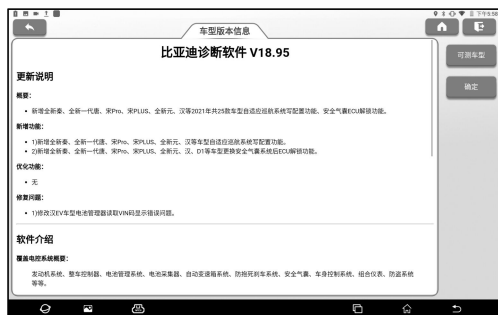 下午5:58
车型版本信息
可测车型
确定
比亚迪诊断软件 V18.95
更新说明
概要：
• 新增全新秦、全新一代唐、宋Pro、宋PLUS、全新元、汉等2021年共25款车型自适应巡航系统写配置功能、安全气囊ECU解锁功能。
新增功能：
• 1)新增全新秦、全新一代唐、宋Pro、宋PLUS、全新元、汉等车型自适应巡航系统写配置功能。
• 2)新增全新秦、全新一代唐、宋Pro、宋PLUS、全新元、汉、D1等车型更换安全气囊系统后ECU解锁功能。
优化功能：
• 无
修复问题：
• 1)修改汉EV车型电池管理器读取VIN码显示错误问题。
软件介绍
覆盖电控系统概要：
发动机系统、整车控制器、电池管理系统、电池采集器、自动变速箱系统、防抱死刹车系统、安全气囊、车身控制系统、组合仪表、防盗系统
等等。